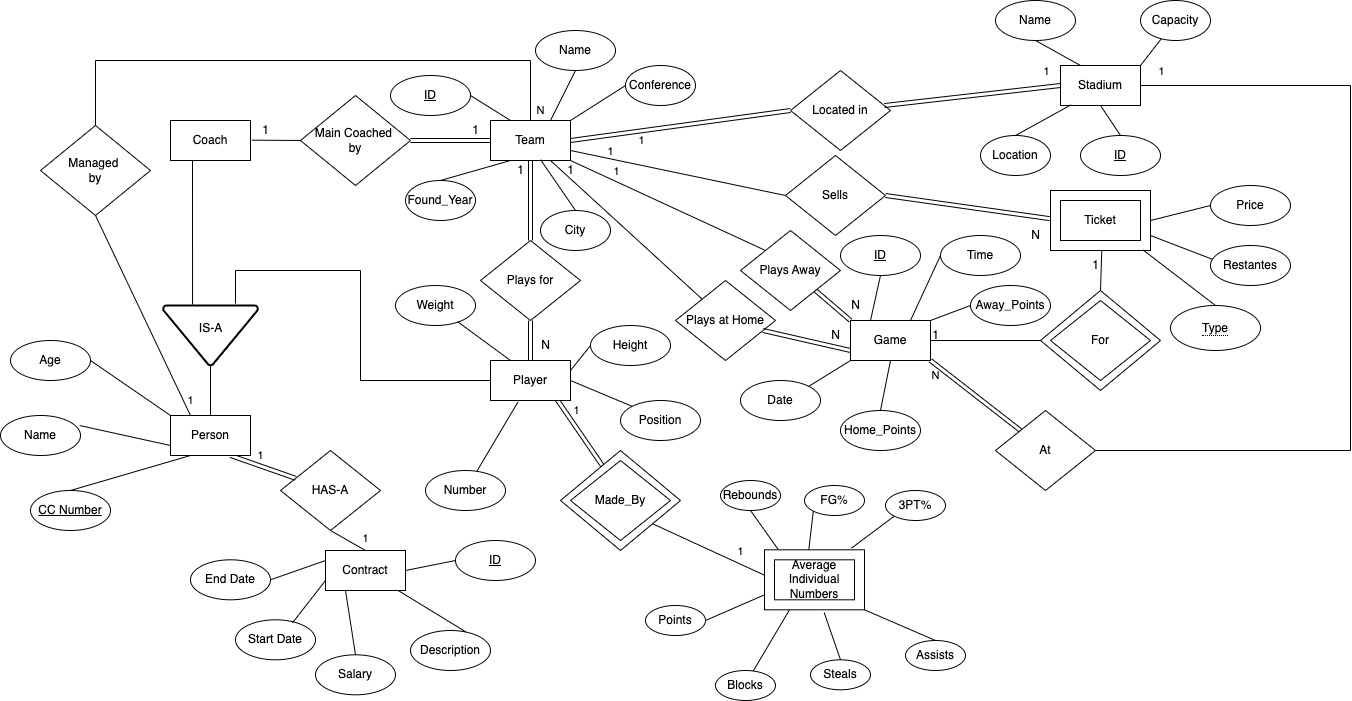 Name
Capacity
Name
1
Stadium
1
ID
Conference
N
Located in
Coach
1
Main Coached
by
1
Team
1
Managed
by
1
Location
ID
1
1
1
Sells
Found_Year
City
N
Ticket
Price
Plays for
Plays Away
ID
Time
1
Restantes
Weight
N
Away_Points
IS-A
Plays at Home
N
Type
Age
N
Height
Game
1
For
Player
N
1
Date
1
Position
Name
Person
Home_Points
1
At
HAS-A
Number
Made_By
Rebounds
FG%
3PT%
CC Number
1
1
Contract
ID
Average
Individual
Numbers
End Date
Points
Start Date
Description
Assists
Salary
Blocks
Steals